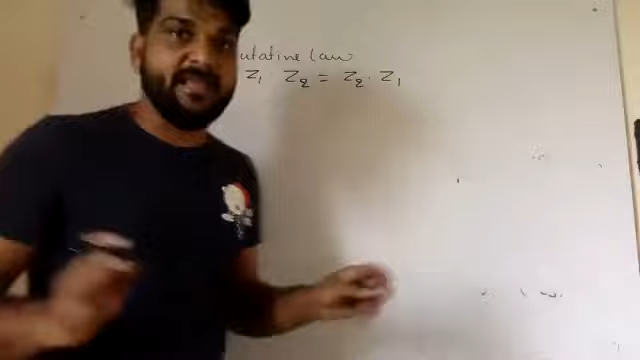 utative law
Z₁ Z₂ = Z₂ · Z₁